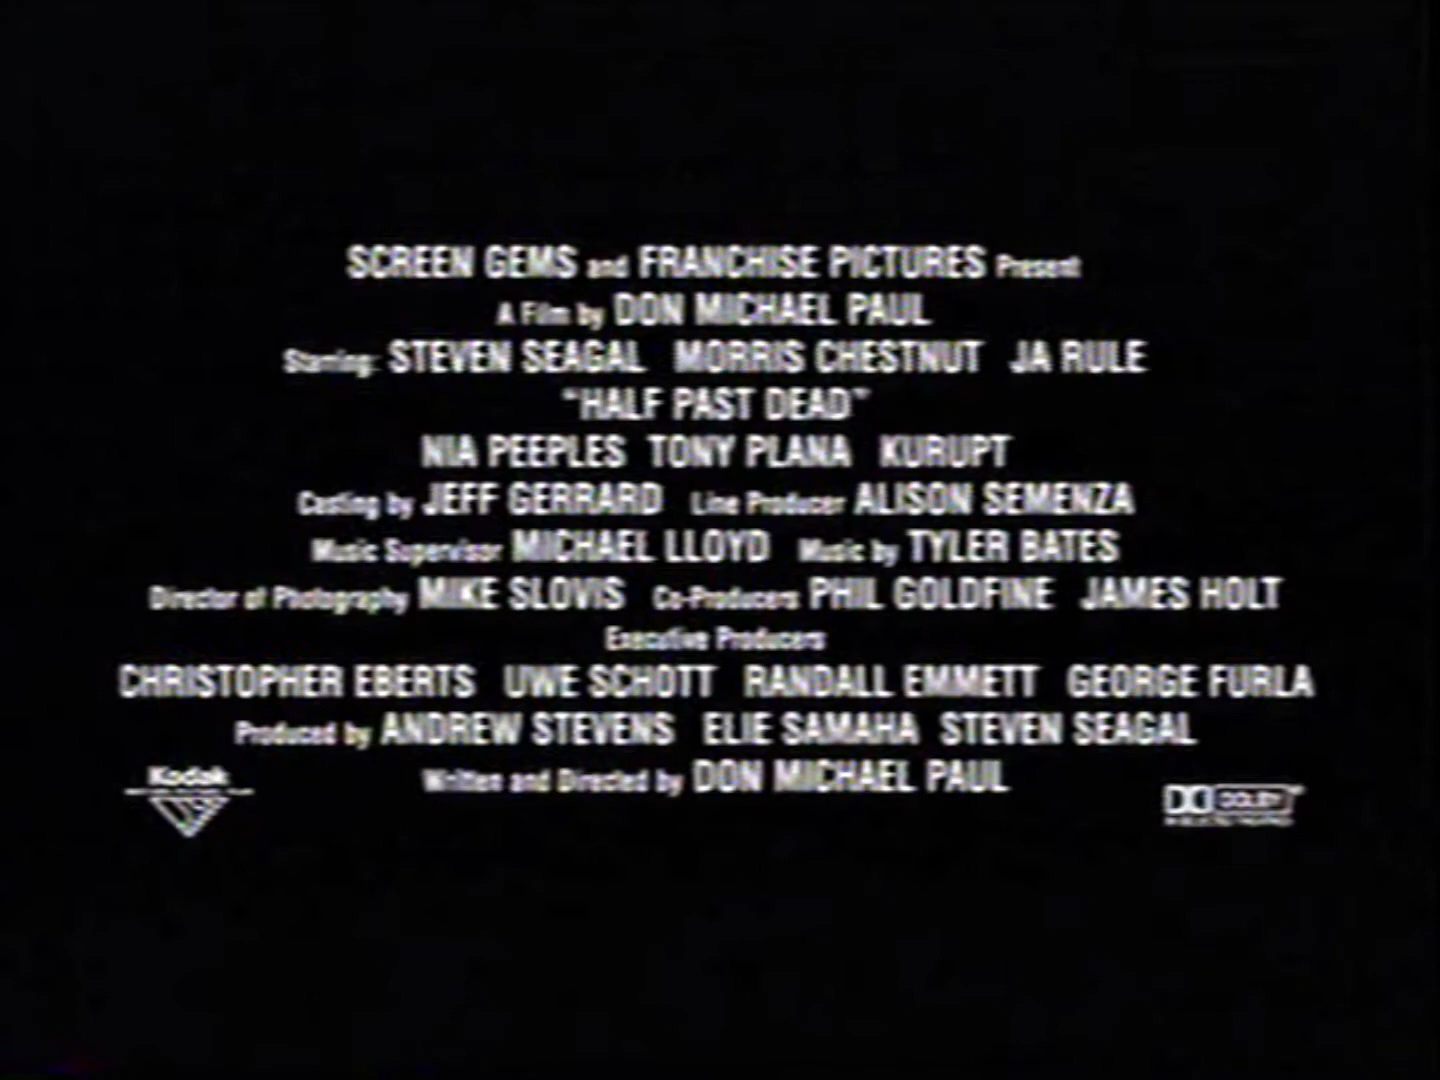 SCREEN GEMS and FRANCHISE PICTURES Present
A Film by DON MICHAEL PAUL
Starring: STEVEN SEAGAL MORRIS CHESTNUT JA RULE
"HALF PAST DEAD"
NIA PEEPLES TONY PLANA KURUPT
Casting by JEFF GERRARD Line Producer ALISON SEMENZA
Music Supervisor MICHAEL LLOYD Music by TYLER BATES
Director of Photography MIKE SLOVIS Co-Producers PHIL GOLDFINE JAMES HOLT
Executive Producers
CHRISTOPHER EBERTS UWE SCHOTT RANDALL EMMETT GEORGE FURLA
Produced by ANDREW STEVENS ELIE SAMAHA STEVEN SEAGAL
Written and Directed by DON MICHAEL PAUL
Kodak
DOLBY